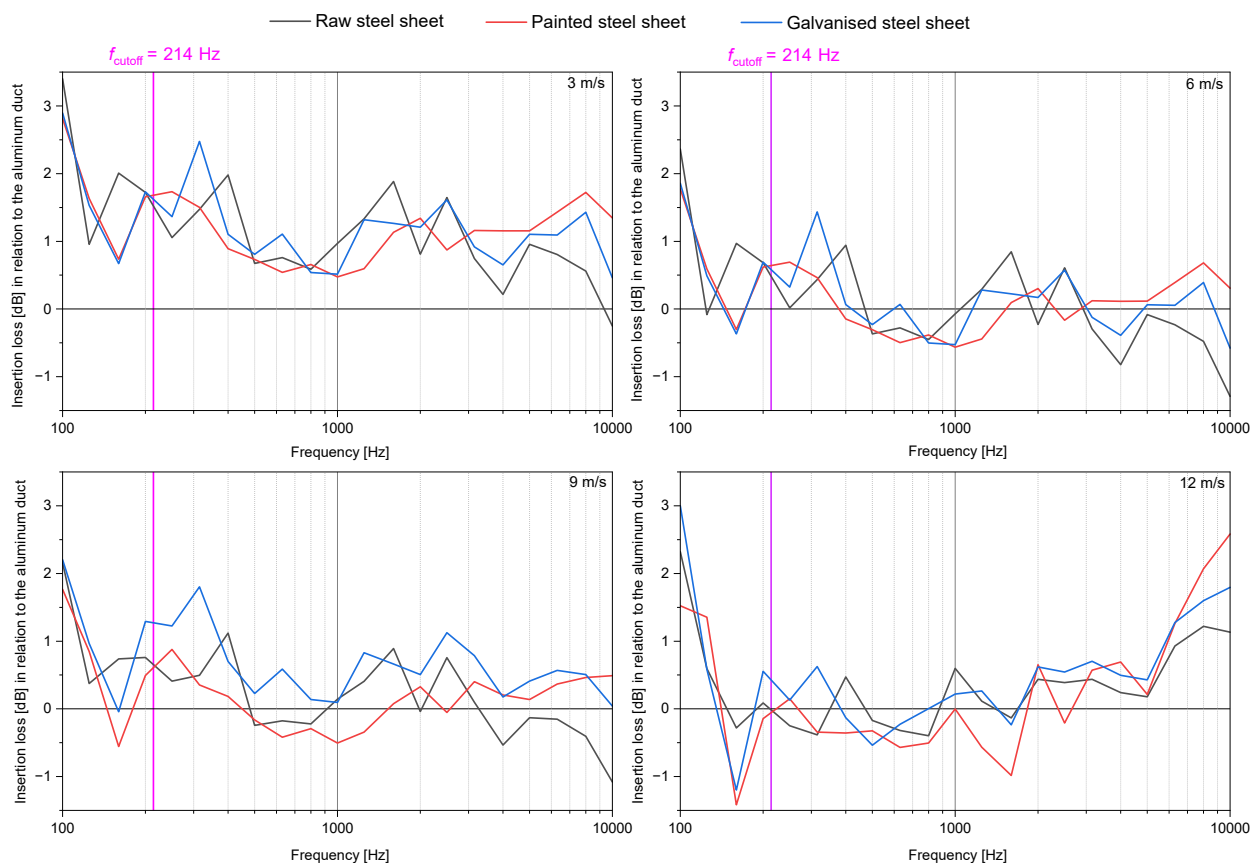 Raw steel sheet Painted steel sheet Galvanised steel sheet
fcutoff = 214 Hz
3 m/s
Insertion loss [dB] in relation to the aluminum duct
3
2
1
0
−1
100 1000 10000
Frequency [Hz]
fcutoff = 214 Hz
6 m/s
Insertion loss [dB] in relation to the aluminum duct
3
2
1
0
−1
100 1000 10000
Frequency [Hz]
9 m/s
Insertion loss [dB] in relation to the aluminum duct
3
2
1
0
−1
100 1000 10000
Frequency [Hz]
12 m/s
Insertion loss [dB] in relation to the aluminum duct
3
2
1
0
−1
100 1000 10000
Frequency [Hz]